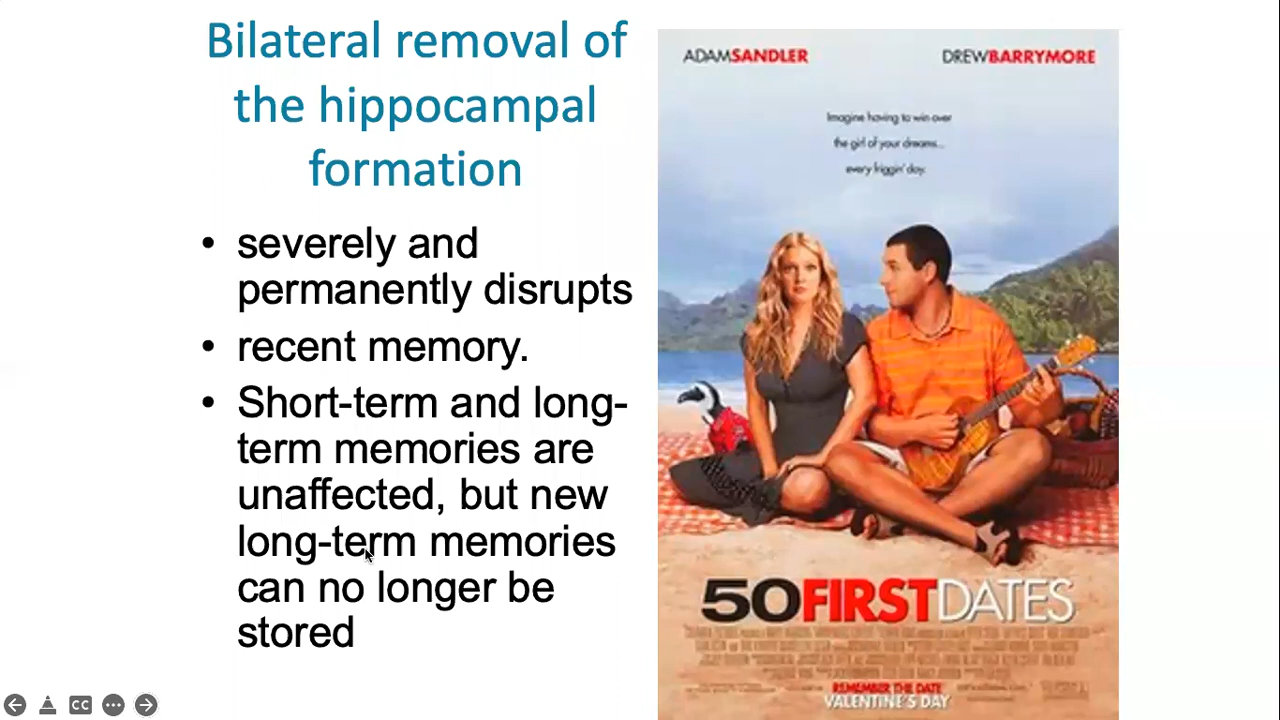 Bilateral removal of
the hippocampal
formation
• severely and
permanently disrupts
• recent memory.
• Short-term and long-
term memories are
unaffected, but new
long-term memories
can no longer be
stored
ADAMSANDLER DREWBARRYMORE
Imagine having to win over
the girl of your dreams...
every friggin' day.
50FIRSTDATES
REMEMBER THE DATE
VALENTINE'S DAY
CC